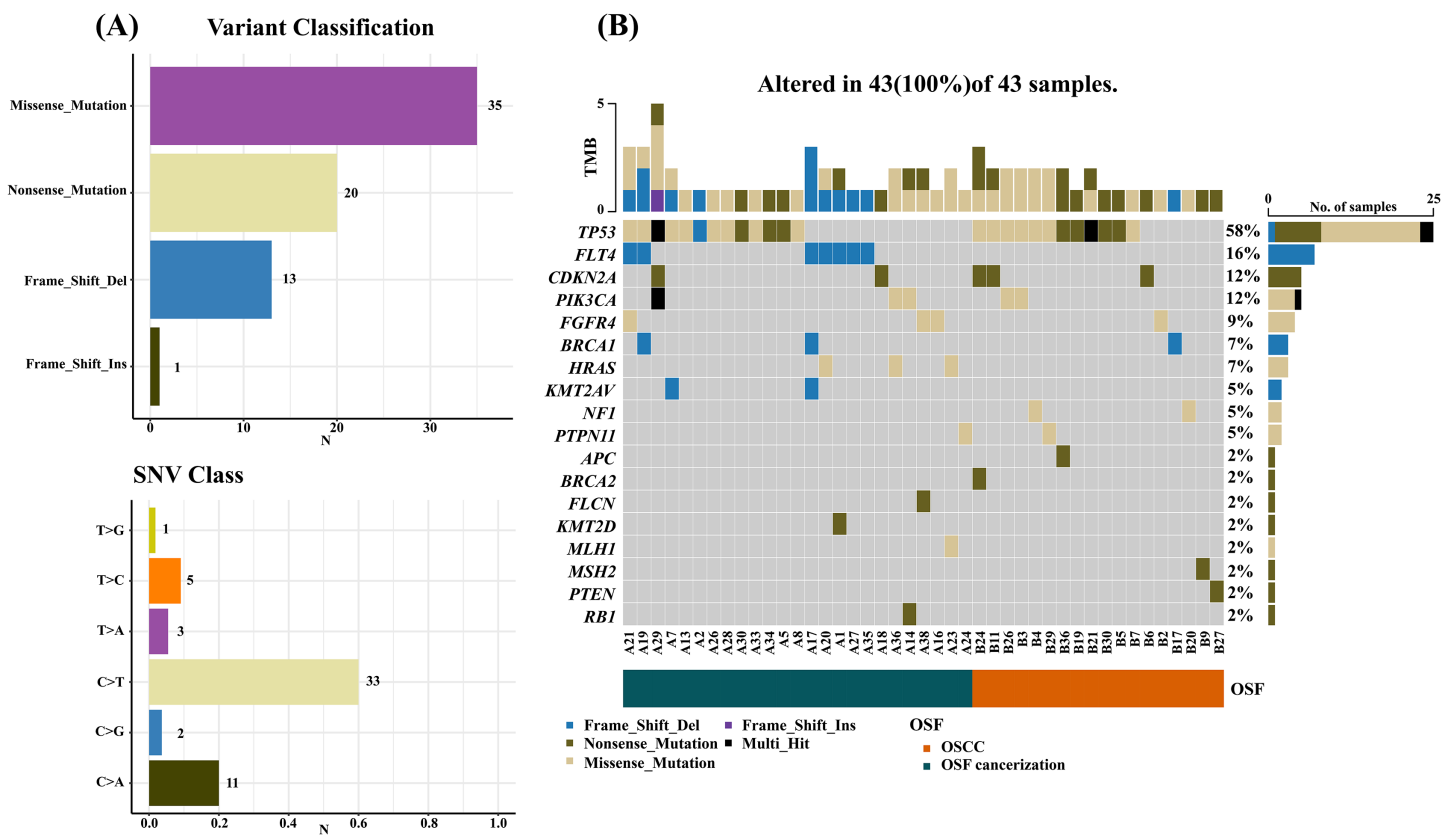 (A)
Variant Classification
Missense_Mutation
35
Nonsense_Mutation
20
Frame_Shift_Del
13
Frame_Shift_Ins
1
0 10 20 30
N
SNV Class
T>G
1
T>C
5
T>A
3
C>T
33
C>G
2
C>A
11
0.0 0.2 0.4 0.6 0.8 1.0
N
(B)
Altered in 43(100%)of 43 samples.
5
TMB
0
0 25
No. of samples
TP53 58%
FLT4 16%
CDKN2A 12%
PIK3CA 12%
FGFR4 9%
BRCA1 7%
HRAS 7%
KMT2AV 5%
NF1 5%
PTPN11 5%
APC 2%
BRCA2 2%
FLCN 2%
KMT2D 2%
MLH1 2%
MSH2 2%
PTEN 2%
RB1 2%
A21 A19 A29 A7 A13 A2 A26 A28 A30 A33 A34 A5 A8 A17 A20 A1 A27 A35 A18 A36 A14 A38 A16 A23 A24 B24 B11 B26 B3 B4 B29 B36 B19 B21 B30 B5 B7 B6 B2 B17 B20 B9 B27
OSF
Frame_Shift_Del Frame_Shift_Ins OSF
Nonsense_Mutation Multi_Hit OSCC
Missense_Mutation OSF cancerization